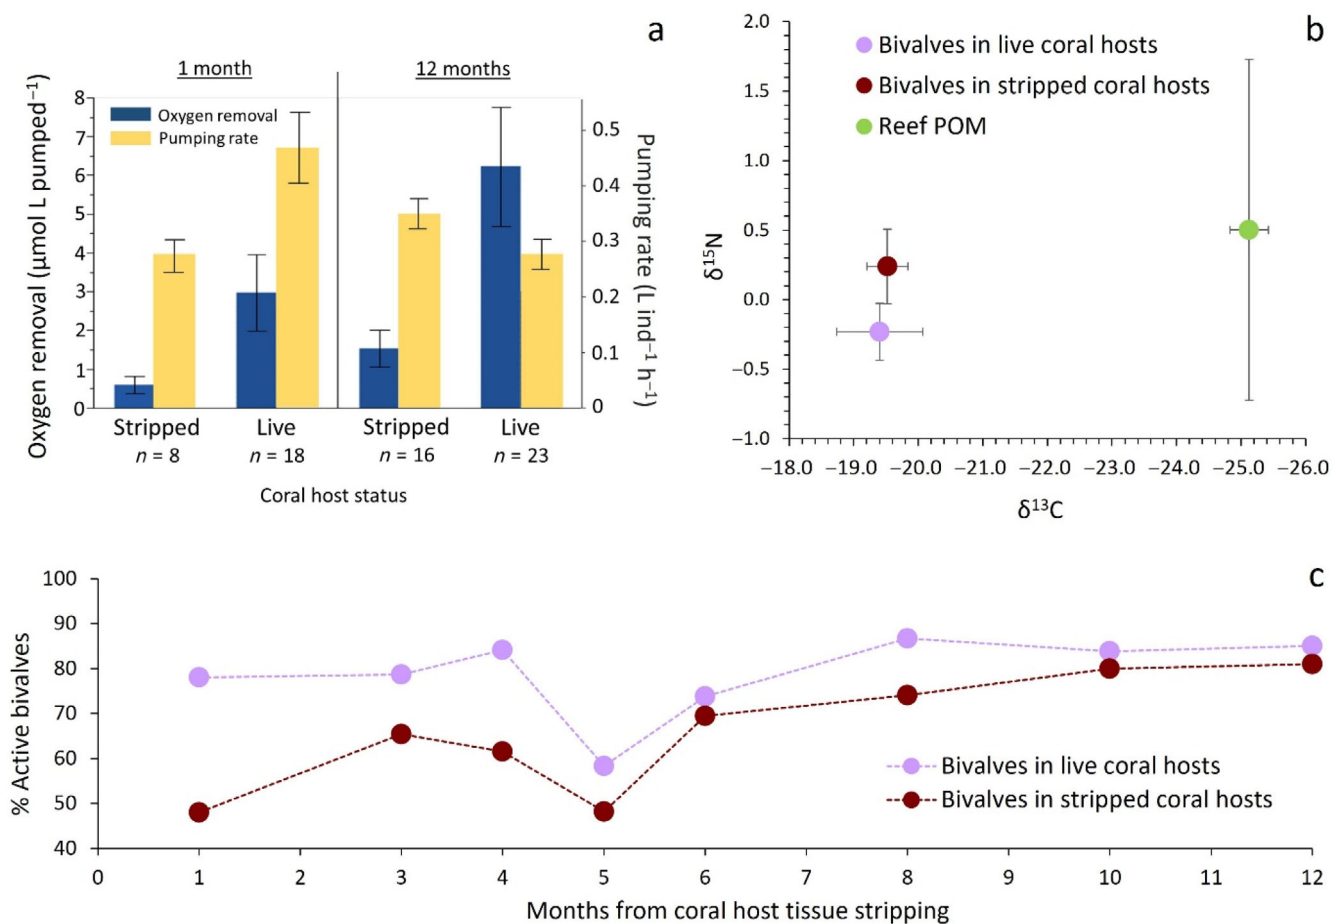 a
1 month
12 months
Oxygen removal (µmol L pumped⁻¹)
8
7
6
5
4
3
2
1
0
Oxygen removal
Pumping rate
0.5
0.4
0.3
0.2
0.1
0
Pumping rate (L ind⁻¹ h⁻¹)
Stripped
Live
Stripped
Live
n = 8
n = 18
n = 16
n = 23
Coral host status
b
2.0
1.5
1.0
0.5
0.0
−0.5
−1.0
δ¹⁵N
Bivalves in live coral hosts
Bivalves in stripped coral hosts
Reef POM
−18.0 −19.0 −20.0 −21.0 −22.0 −23.0 −24.0 −25.0 −26.0
δ¹³C
c
% Active bivalves
100
90
80
70
60
50
40
Bivalves in live coral hosts
Bivalves in stripped coral hosts
0 1 2 3 4 5 6 7 8 9 10 11 12
Months from coral host tissue stripping